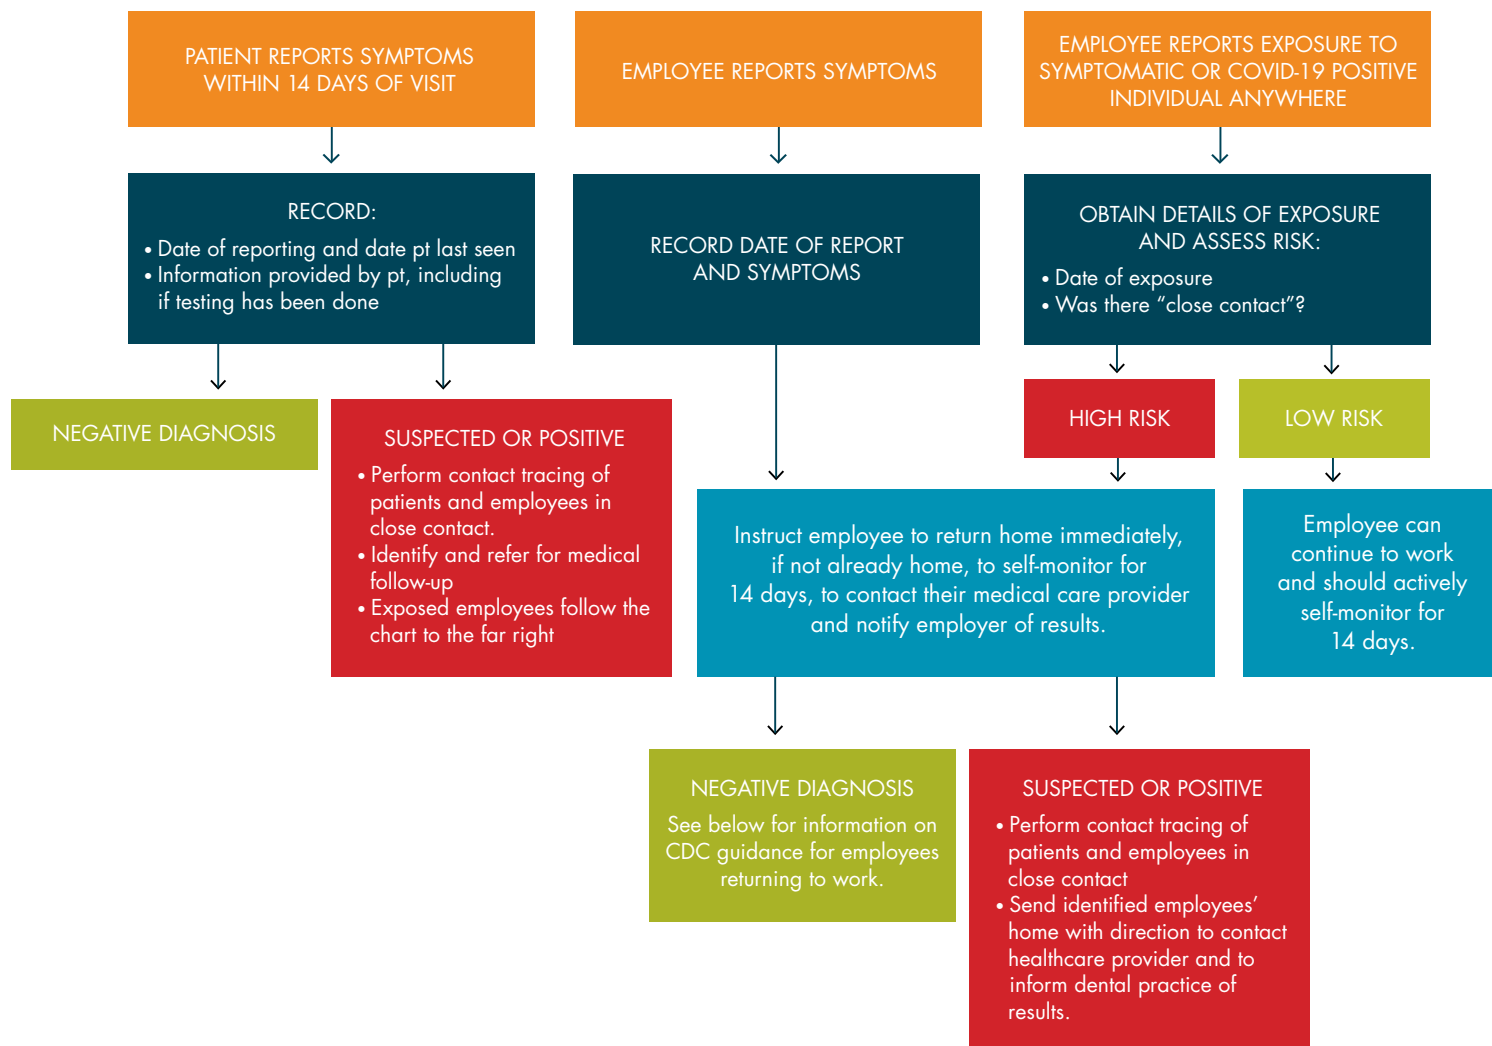 PATIENT REPORTS SYMPTOMS
WITHIN 14 DAYS OF VISIT
EMPLOYEE REPORTS SYMPTOMS
EMPLOYEE REPORTS EXPOSURE TO
SYMPTOMATIC OR COVID-19 POSITIVE
INDIVIDUAL ANYWHERE
RECORD:
• Date of reporting and date pt last seen
• Information provided by pt, including
if testing has been done
RECORD DATE OF REPORT
AND SYMPTOMS
OBTAIN DETAILS OF EXPOSURE
AND ASSESS RISK:
• Date of exposure
• Was there “close contact”?
NEGATIVE DIAGNOSIS
SUSPECTED OR POSITIVE
• Perform contact tracing of
patients and employees in
close contact.
• Identify and refer for medical
follow-up
• Exposed employees follow the
chart to the far right
HIGH RISK
LOW RISK
Instruct employee to return home immediately,
if not already home, to self-monitor for
14 days, to contact their medical care provider
and notify employer of results.
Employee can
continue to work
and should actively
self-monitor for
14 days.
NEGATIVE DIAGNOSIS
See below for information on
CDC guidance for employees
returning to work.
SUSPECTED OR POSITIVE
• Perform contact tracing of
patients and employees in
close contact
• Send identified employees’
home with direction to contact
healthcare provider and to
inform dental practice of
results.